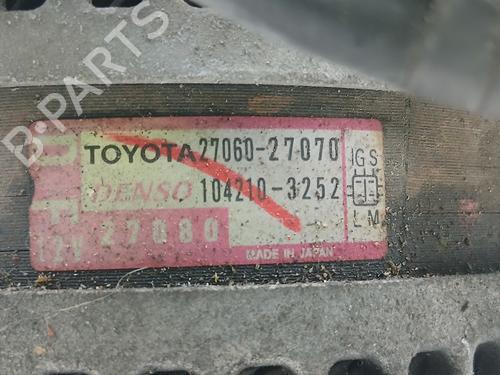 B-PARTS
TOYOTA 27060-27070 IG S
DENSO 104210-3252
12V 27080 L M
MADE IN JAPAN